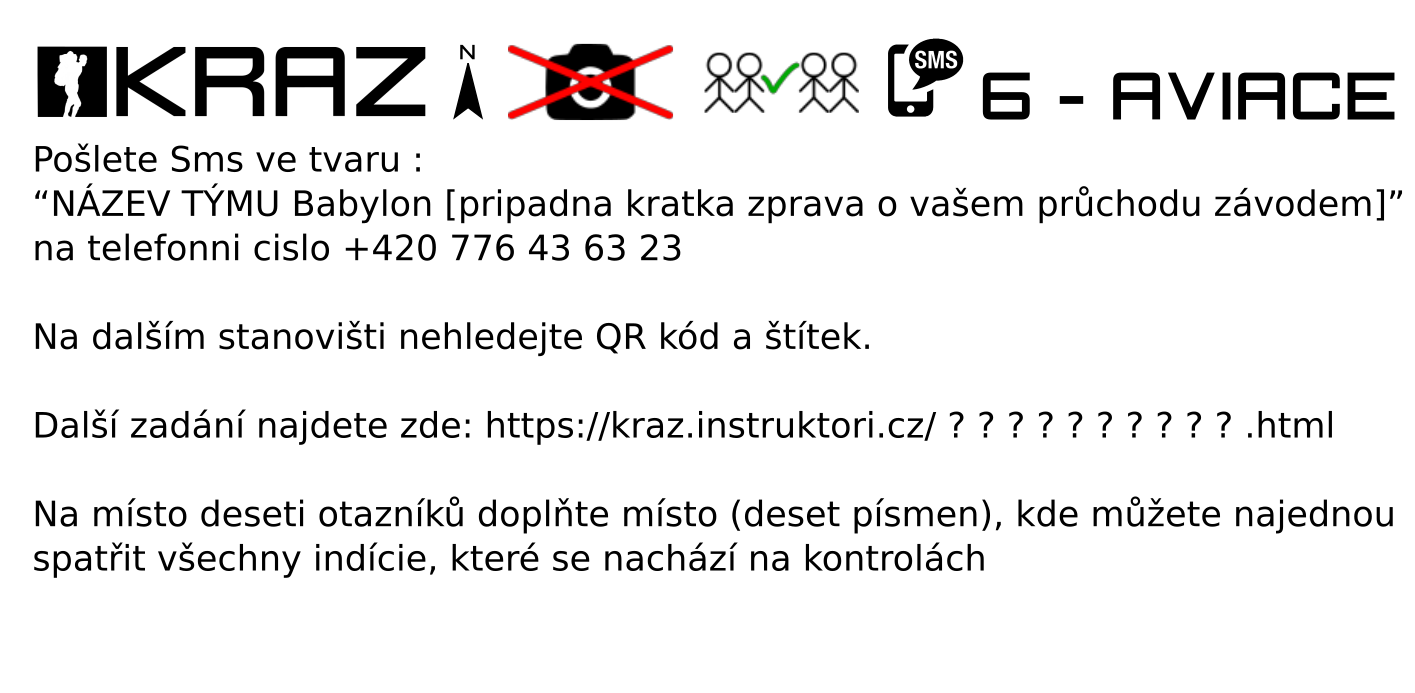 KRAZ N SMS 6 - AVIACE
Pošlete Sms ve tvaru :
“NÁZEV TÝMU Babylon [pripadna kratka zprava o vašem průchodu závodem]”
na telefonni cislo +420 776 43 63 23
Na dalším stanovišti nehledejte QR kód a štítek.
Další zadání najdete zde: https://kraz.instruktori.cz/ ? ? ? ? ? ? ? ? ? ? .html
Na místo deseti otazníků doplňte místo (deset písmen), kde můžete najednou
spatřit všechny indície, které se nachází na kontrolách